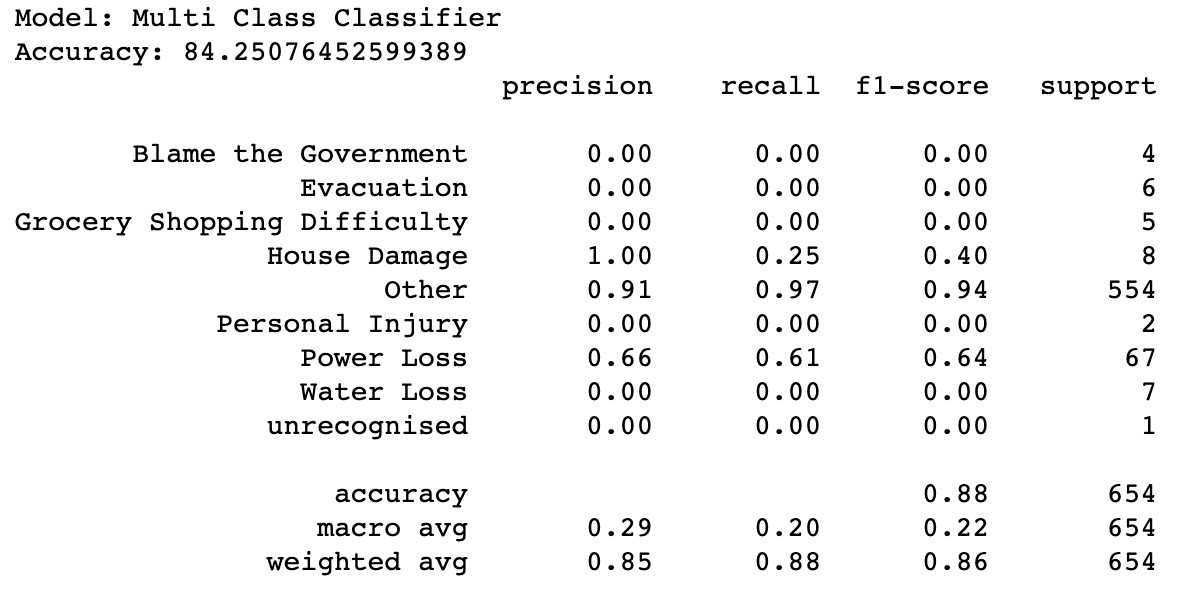 Model: Multi Class Classifier
Accuracy: 84.25076452599389
precision recall f1-score support
Blame the Government 0.00 0.00 0.00 4
Evacuation 0.00 0.00 0.00 6
Grocery Shopping Difficulty 0.00 0.00 0.00 5
House Damage 1.00 0.25 0.40 8
Other 0.91 0.97 0.94 554
Personal Injury 0.00 0.00 0.00 2
Power Loss 0.66 0.61 0.64 67
Water Loss 0.00 0.00 0.00 7
unrecognised 0.00 0.00 0.00 1
accuracy 0.88 654
macro avg 0.29 0.20 0.22 654
weighted avg 0.85 0.88 0.86 654